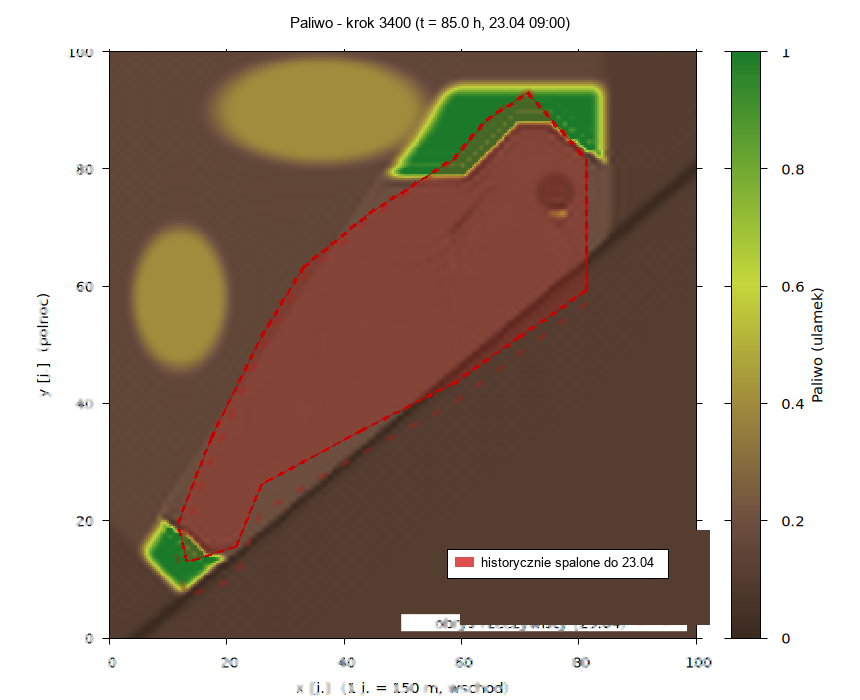 Paliwo - krok 3400 (t = 85.0 h, 23.04 09:00)
100
80
60
40
20
0
0 20 40 60 80 100
x [j.] (1 j. = 150 m, wschod)
y [j.] (polnoc)
historycznie spalone do 23.04
1
0.8
0.6
0.4
0.2
0
Paliwo (ulamek)